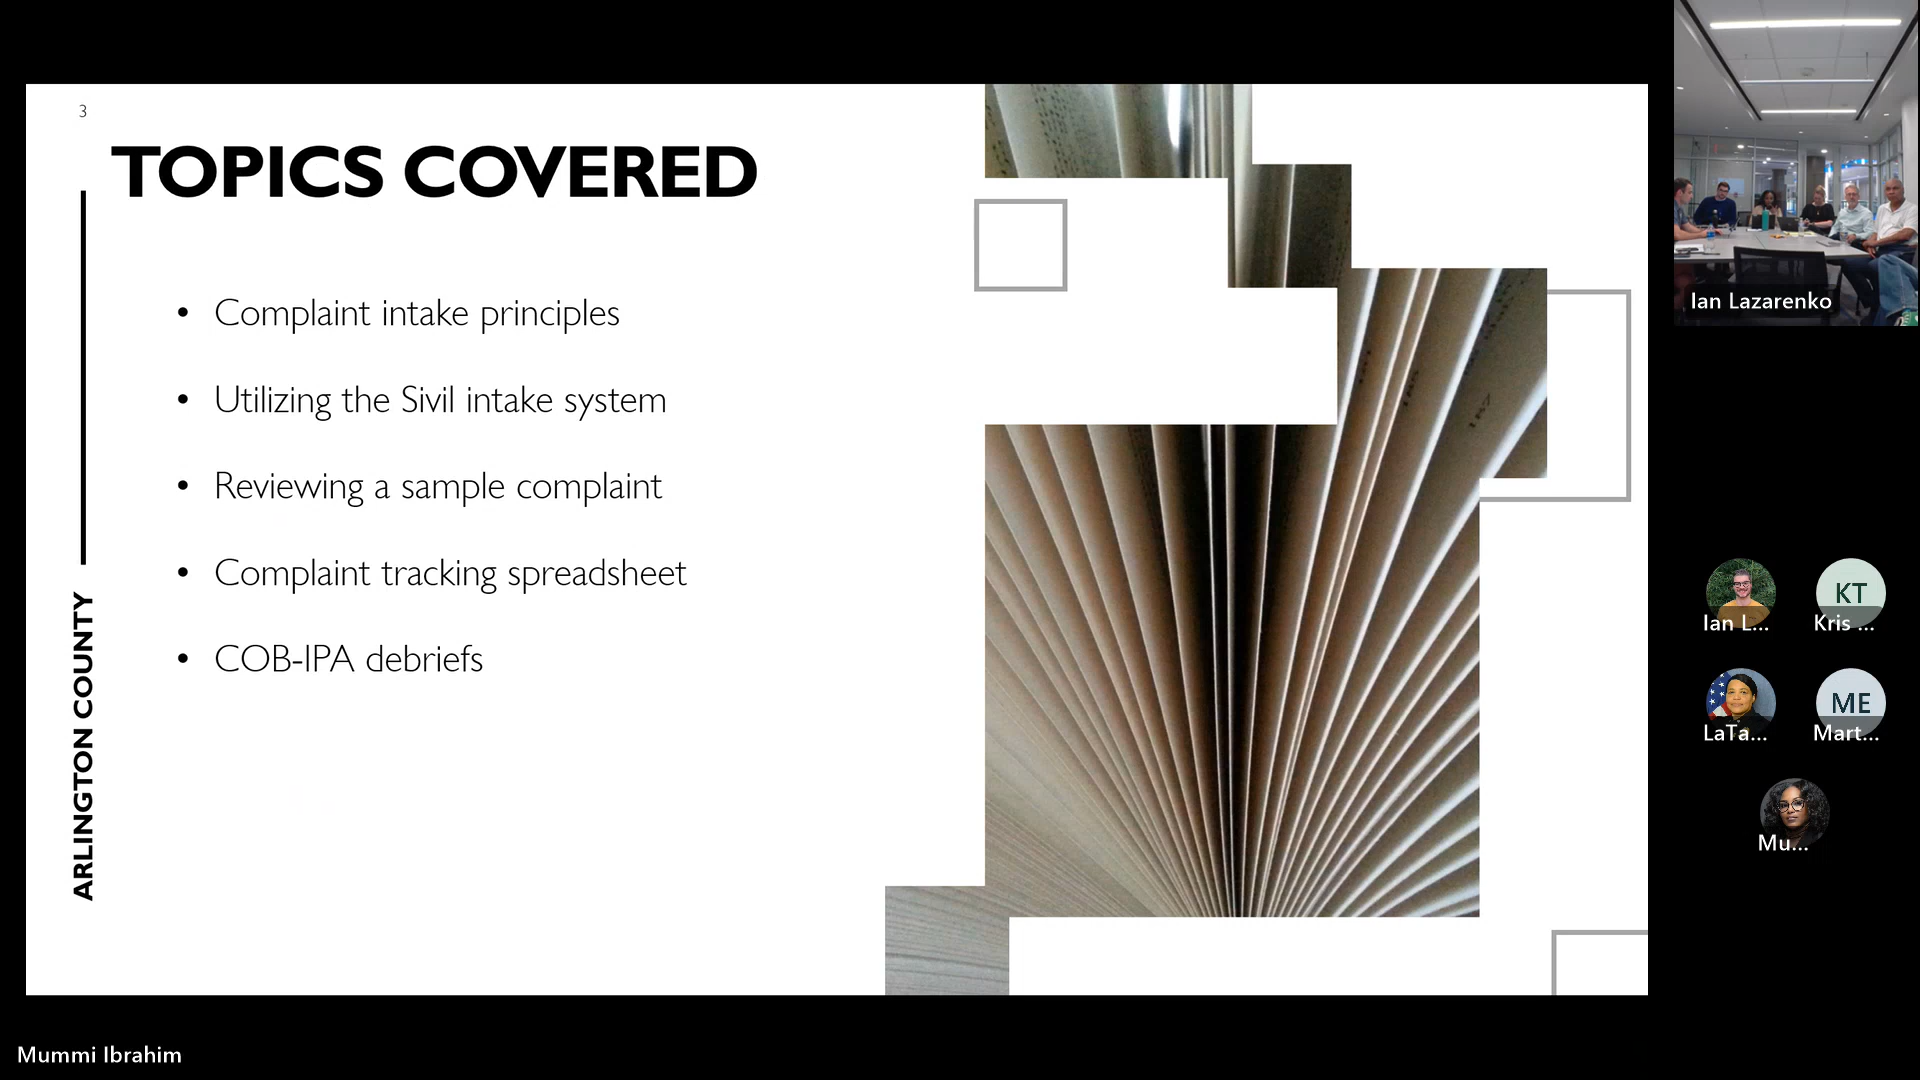 3
TOPICS COVERED
• Complaint intake principles
• Utilizing the Sivil intake system
• Reviewing a sample complaint
• Complaint tracking spreadsheet
• COB-IPA debriefs
ARLINGTON COUNTY
Ian Lazarenko
Ian L...
KT
Kris ...
LaTa...
ME
Mart...
Mu...
Mummi Ibrahim